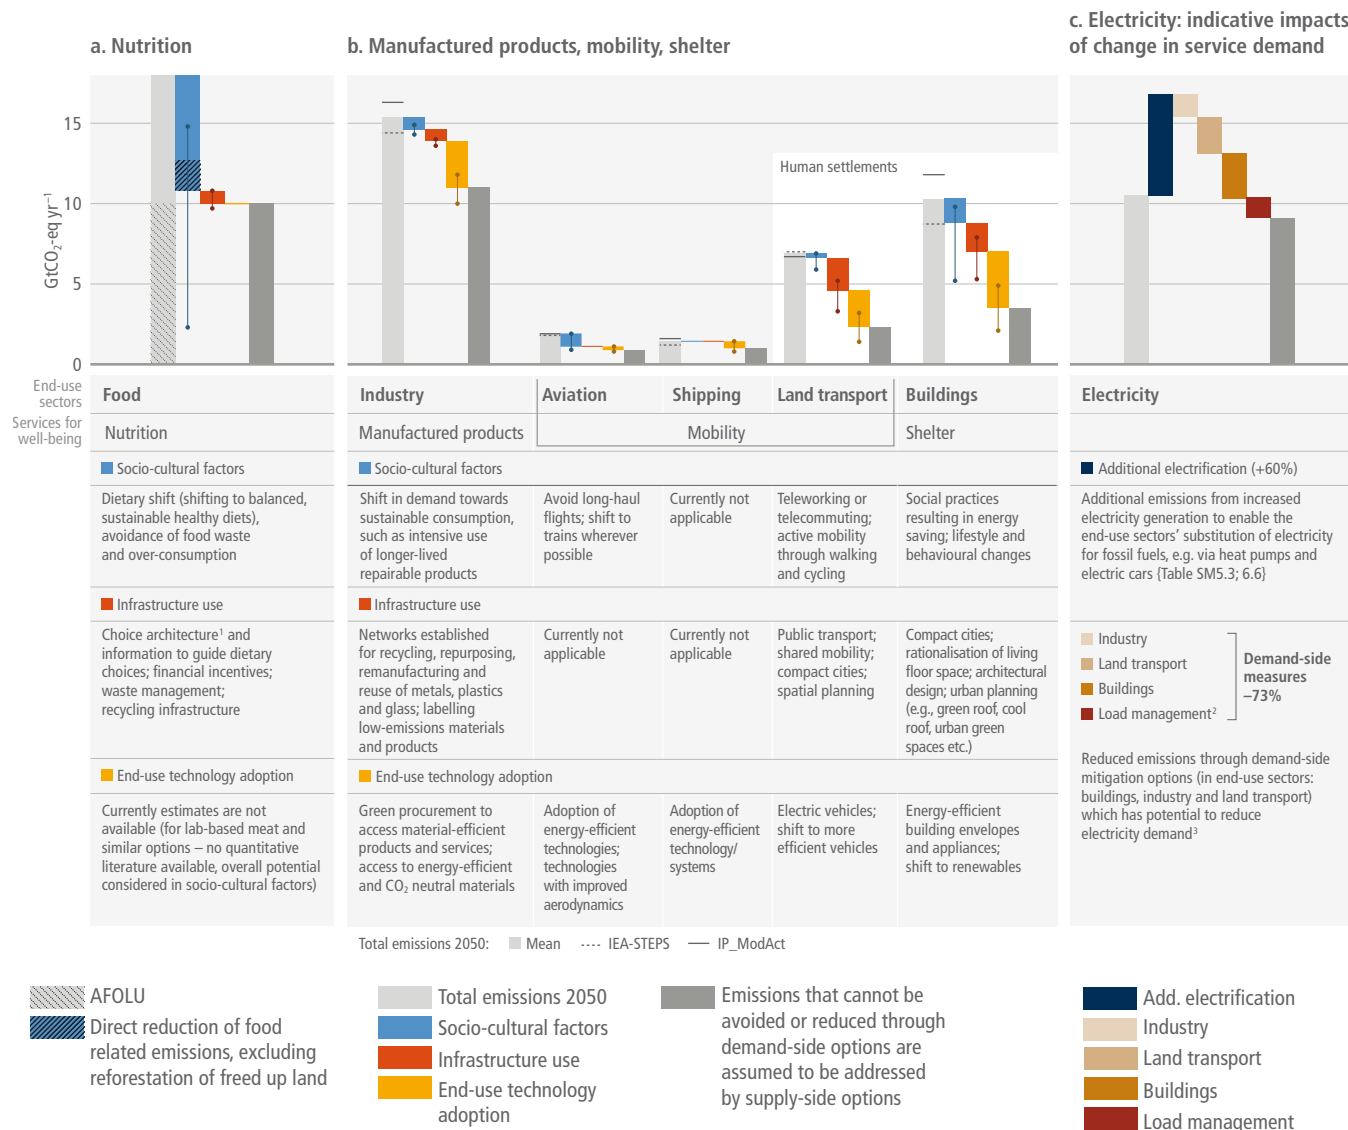 a. Nutrition
b. Manufactured products, mobility, shelter
c. Electricity: indicative impacts
of change in service demand
GtCO₂-eq yr⁻¹
15
10
5
0
Human settlements
End-use
sectors
Services for
well-being
Food
Nutrition
Socio-cultural factors
Dietary shift (shifting to balanced,
sustainable healthy diets),
avoidance of food waste
and over-consumption
Infrastructure use
Choice architecture¹ and
information to guide dietary
choices; financial incentives;
waste management;
recycling infrastructure
End-use technology adoption
Currently estimates are not
available (for lab-based meat and
similar options – no quantitative
literature available, overall potential
considered in socio-cultural factors)
Industry
Aviation
Shipping
Land transport
Buildings
Manufactured products
Mobility
Shelter
Socio-cultural factors
Shift in demand towards
sustainable consumption,
such as intensive use
of longer-lived
repairable products
Avoid long-haul
flights; shift to
trains wherever
possible
Currently not
applicable
Teleworking or
telecommuting;
active mobility
through walking
and cycling
Social practices
resulting in energy
saving; lifestyle and
behavioural changes
Infrastructure use
Networks established
for recycling, repurposing,
remanufacturing and
reuse of metals, plastics
and glass; labelling
low-emissions materials
and products
Currently not
applicable
Currently not
applicable
Public transport;
shared mobility;
compact cities;
spatial planning
Compact cities;
rationalisation of living
floor space; architectural
design; urban planning
(e.g., green roof, cool
roof, urban green
spaces etc.)
End-use technology adoption
Green procurement to
access material-efficient
products and services;
access to energy-efficient
and CO₂ neutral materials
Adoption of
energy-efficient
technologies;
technologies
with improved
aerodynamics
Adoption of
energy-efficient
technology/
systems
Electric vehicles;
shift to more
efficient vehicles
Energy-efficient
building envelopes
and appliances;
shift to renewables
Electricity
Additional electrification (+60%)
Additional emissions from increased
electricity generation to enable the
end-use sectors’ substitution of electricity
for fossil fuels, e.g. via heat pumps and
electric cars {Table SM5.3; 6.6}
Industry
Land transport
Buildings
Load management²
Demand-side
measures
–73%
Reduced emissions through demand-side
mitigation options (in end-use sectors:
buildings, industry and land transport)
which has potential to reduce
electricity demand³
Total emissions 2050: Mean IEA-STEPS IP_ModAct
AFOLU
Direct reduction of food
related emissions, excluding
reforestation of freed up land
Total emissions 2050
Socio-cultural factors
Infrastructure use
End-use technology
adoption
Emissions that cannot be
avoided or reduced through
demand-side options are
assumed to be addressed
by supply-side options
Add. electrification
Industry
Land transport
Buildings
Load management